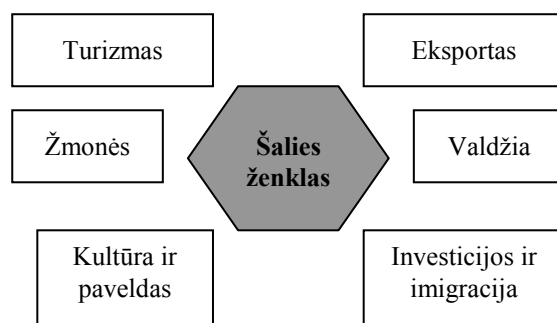 Turizmas
Eksportas
Žmonės
Šalies
ženklas
Valdžia
Kultūra ir
paveldas
Investicijos ir
imigracija